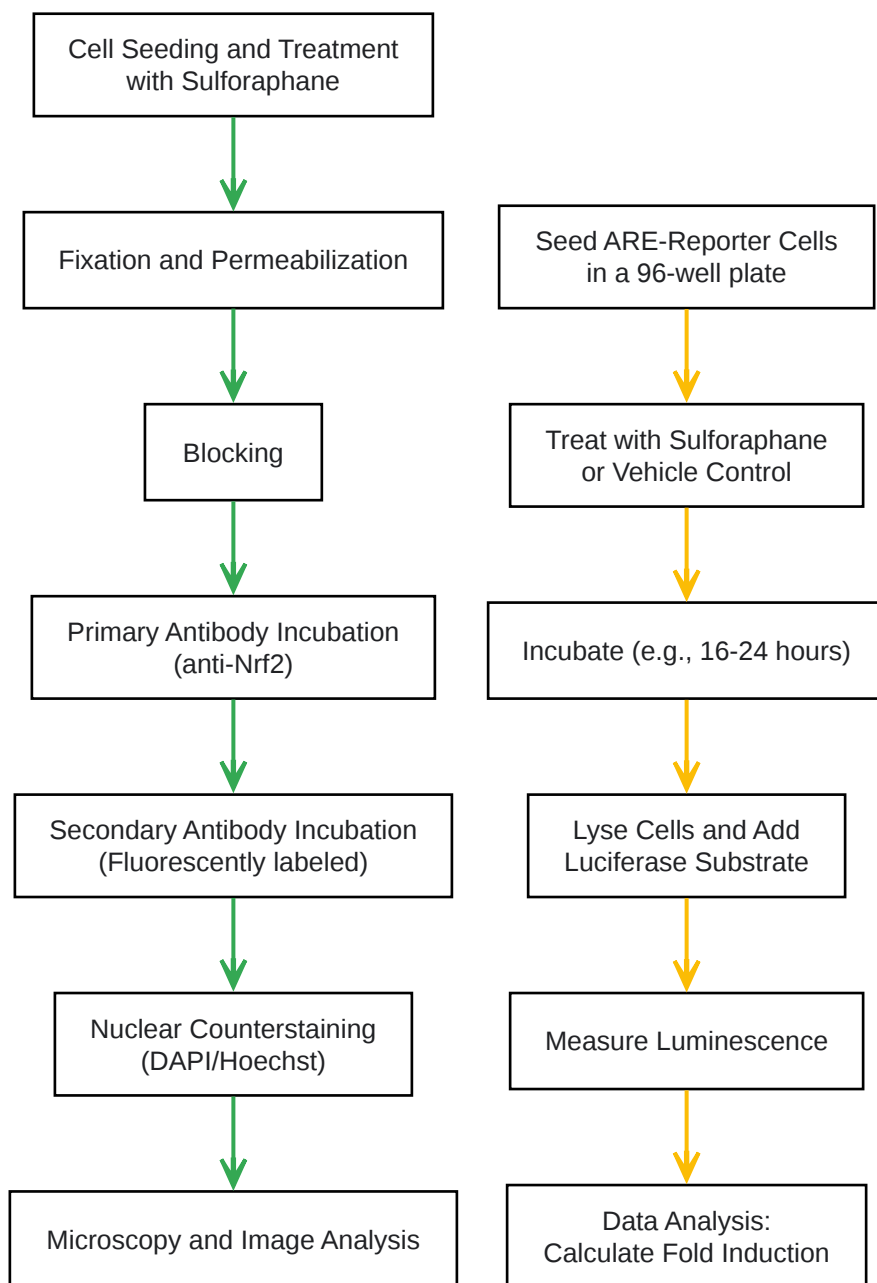 Cell Seeding and Treatment
with Sulforaphane
Fixation and Permeabilization
Blocking
Primary Antibody Incubation
(anti-Nrf2)
Secondary Antibody Incubation
(Fluorescently labeled)
Nuclear Counterstaining
(DAPI/Hoechst)
Microscopy and Image Analysis
Seed ARE-Reporter Cells
in a 96-well plate
Treat with Sulforaphane
or Vehicle Control
Incubate (e.g., 16-24 hours)
Lyse Cells and Add
Luciferase Substrate
Measure Luminescence
Data Analysis:
Calculate Fold Induction